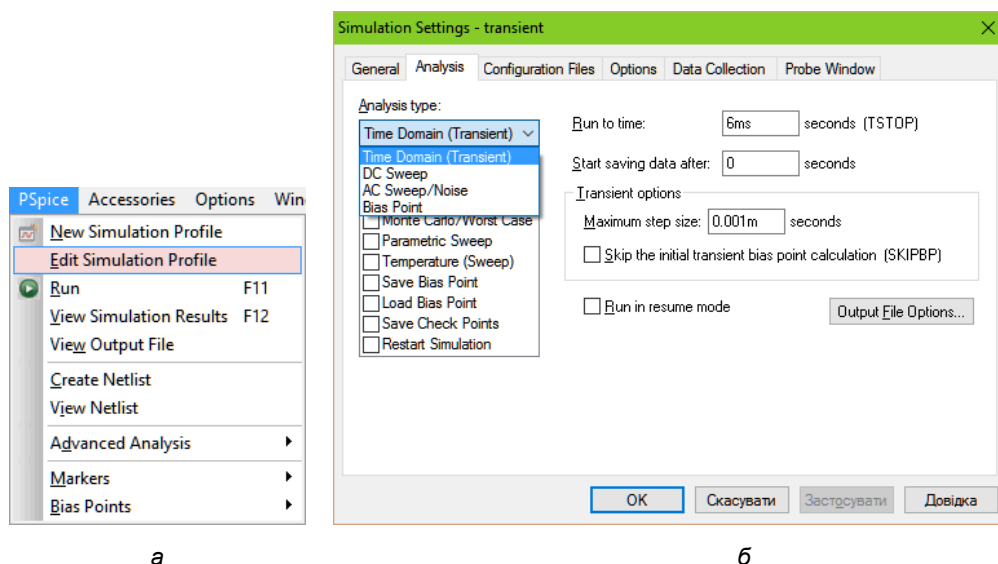 PSpice Accessories Options Win
New Simulation Profile
Edit Simulation Profile
Run F11
View Simulation Results F12
View Output File
Create Netlist
View Netlist
Advanced Analysis
Markers
Bias Points
а
Simulation Settings - transient
General Analysis Configuration Files Options Data Collection Probe Window
Analysis type:
Time Domain (Transient)
Time Domain (Transient)
DC Sweep
AC Sweep/Noise
Bias Point
Monte Carlo/Worst Case
Parametric Sweep
Temperature (Sweep)
Save Bias Point
Load Bias Point
Save Check Points
Restart Simulation
Run to time: 6ms seconds (TSTOP)
Start saving data after: 0 seconds
Transient options
Maximum step size: 0.001m seconds
Skip the initial transient bias point calculation (SKIPBP)
Run in resume mode
Output File Options...
OK Скасувати Застосувати Довідка
б